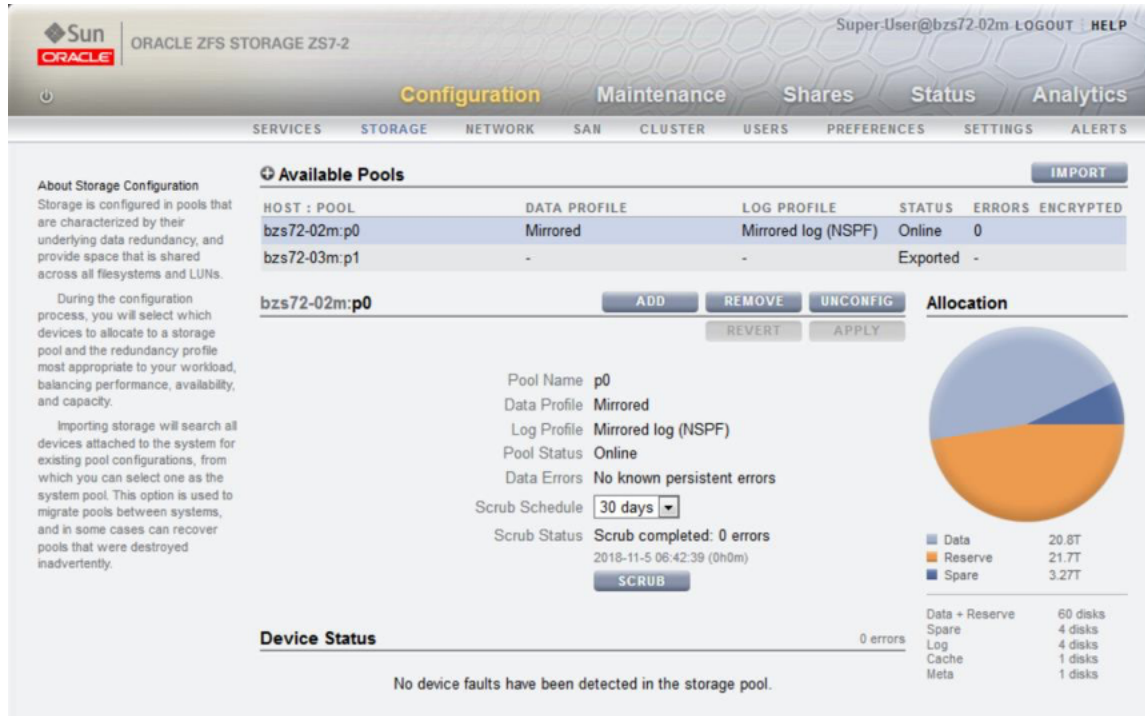 Sun
ORACLE
ORACLE ZFS STORAGE ZS7-2
Super-User@bzs72-02m LOGOUT HELP
Configuration Maintenance Shares Status Analytics
SERVICES STORAGE NETWORK SAN CLUSTER USERS PREFERENCES SETTINGS ALERTS
About Storage Configuration
Storage is configured in pools that
are characterized by their
underlying data redundancy, and
provide space that is shared
across all filesystems and LUNs.
During the configuration
process, you will select which
devices to allocate to a storage
pool and the redundancy profile
most appropriate to your workload,
balancing performance, availability,
and capacity.
Importing storage will search all
devices attached to the system for
existing pool configurations, from
which you can select one as the
system pool. This option is used to
migrate pools between systems,
and in some cases can recover
pools that were destroyed
inadvertently.
Available Pools IMPORT
HOST : POOL DATA PROFILE LOG PROFILE STATUS ERRORS ENCRYPTED
bzs72-02m:p0 Mirrored Mirrored log (NSPF) Online 0
bzs72-03m:p1 - - Exported -
bzs72-02m:p0 ADD REMOVE UNCONFIG
REVERT APPLY
Pool Name p0
Data Profile Mirrored
Log Profile Mirrored log (NSPF)
Pool Status Online
Data Errors No known persistent errors
Scrub Schedule 30 days
Scrub Status Scrub completed: 0 errors
2018-11-5 06:42:39 (0h0m)
SCRUB
Allocation
Data 20.8T
Reserve 21.7T
Spare 3.27T
Data + Reserve 60 disks
Spare 4 disks
Log 4 disks
Cache 1 disks
Meta 1 disks
Device Status 0 errors
No device faults have been detected in the storage pool.